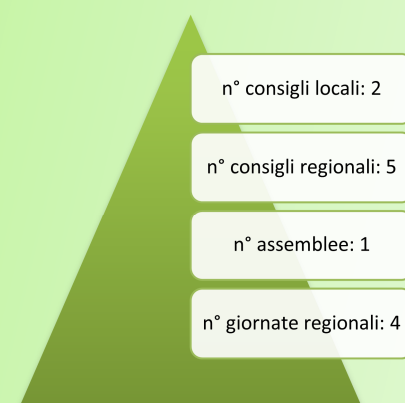 n° consigli locali: 2
n° consigli regionali: 5
n° assemblee: 1
n° giornate regionali: 4